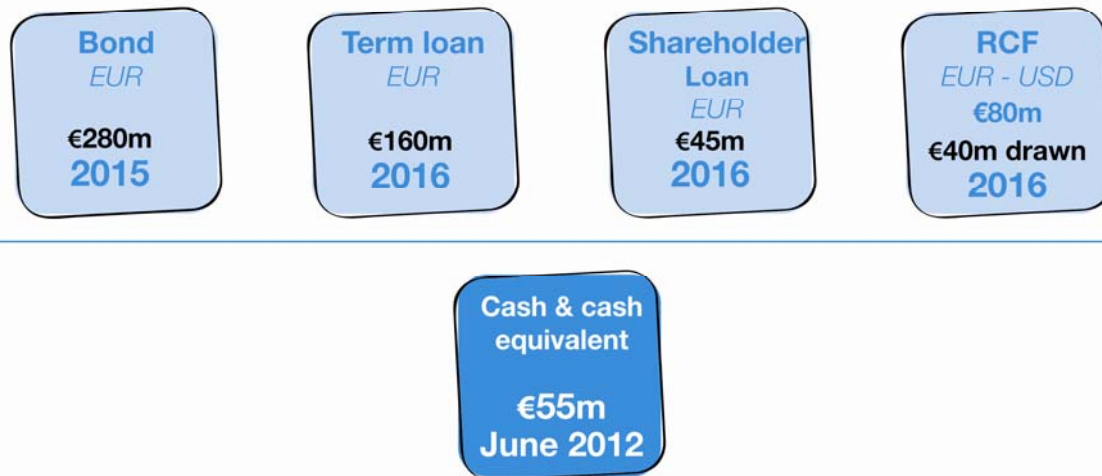 Bond
EUR
€280m
2015
Term loan
EUR
€160m
2016
Shareholder
Loan
EUR
€45m
2016
RCF
EUR - USD
€80m
€40m drawn
2016
Cash & cash
equivalent
€55m
June 2012